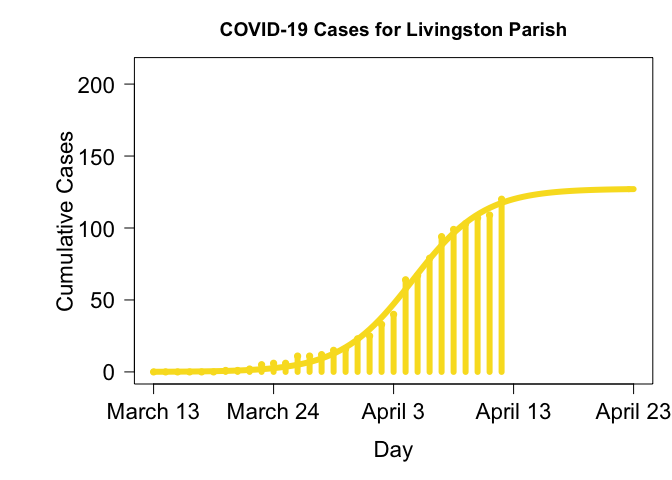 COVID-19 Cases for Livingston Parish
200
150
100
50
0
Cumulative Cases
March 13
March 24
April 3
April 13
April 23
Day